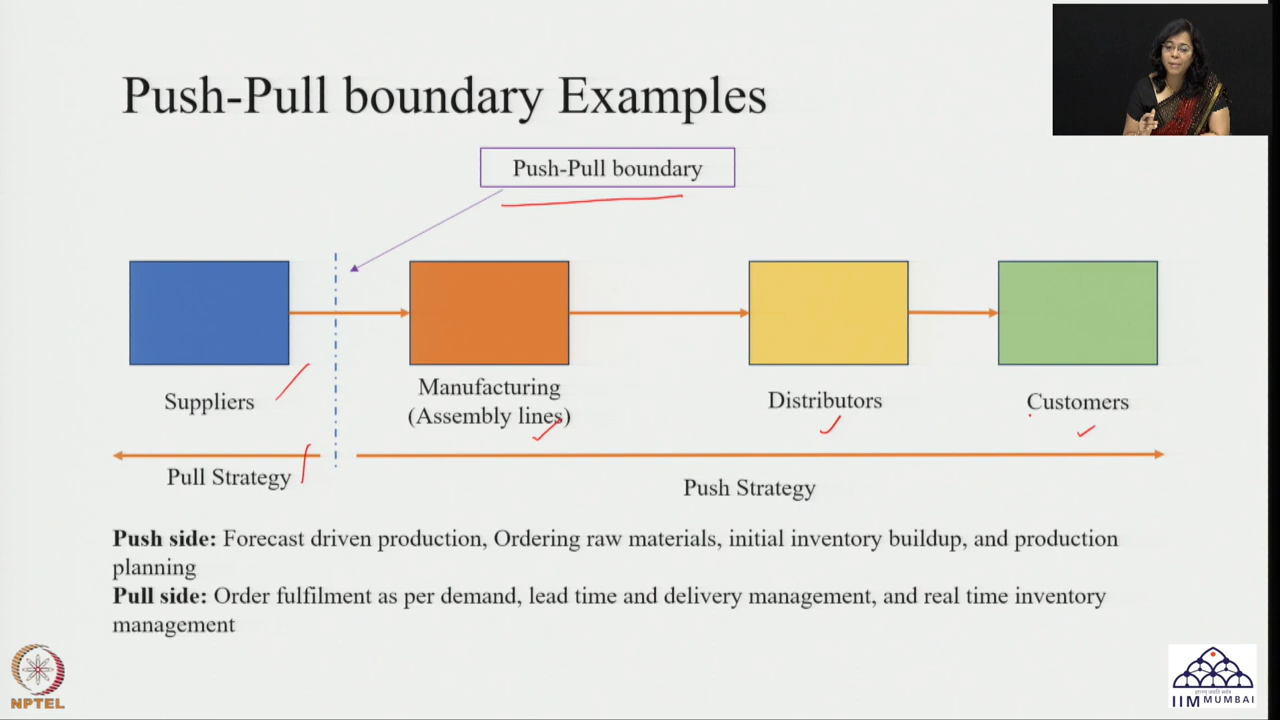 Push-Pull boundary Examples
Push-Pull boundary
Suppliers
Manufacturing
(Assembly lines)
Distributors
Customers
Pull Strategy
Push Strategy
Push side: Forecast driven production, Ordering raw materials, initial inventory buildup, and production
planning
Pull side: Order fulfilment as per demand, lead time and delivery management, and real time inventory
management
NPTEL
IIM MUMBAI